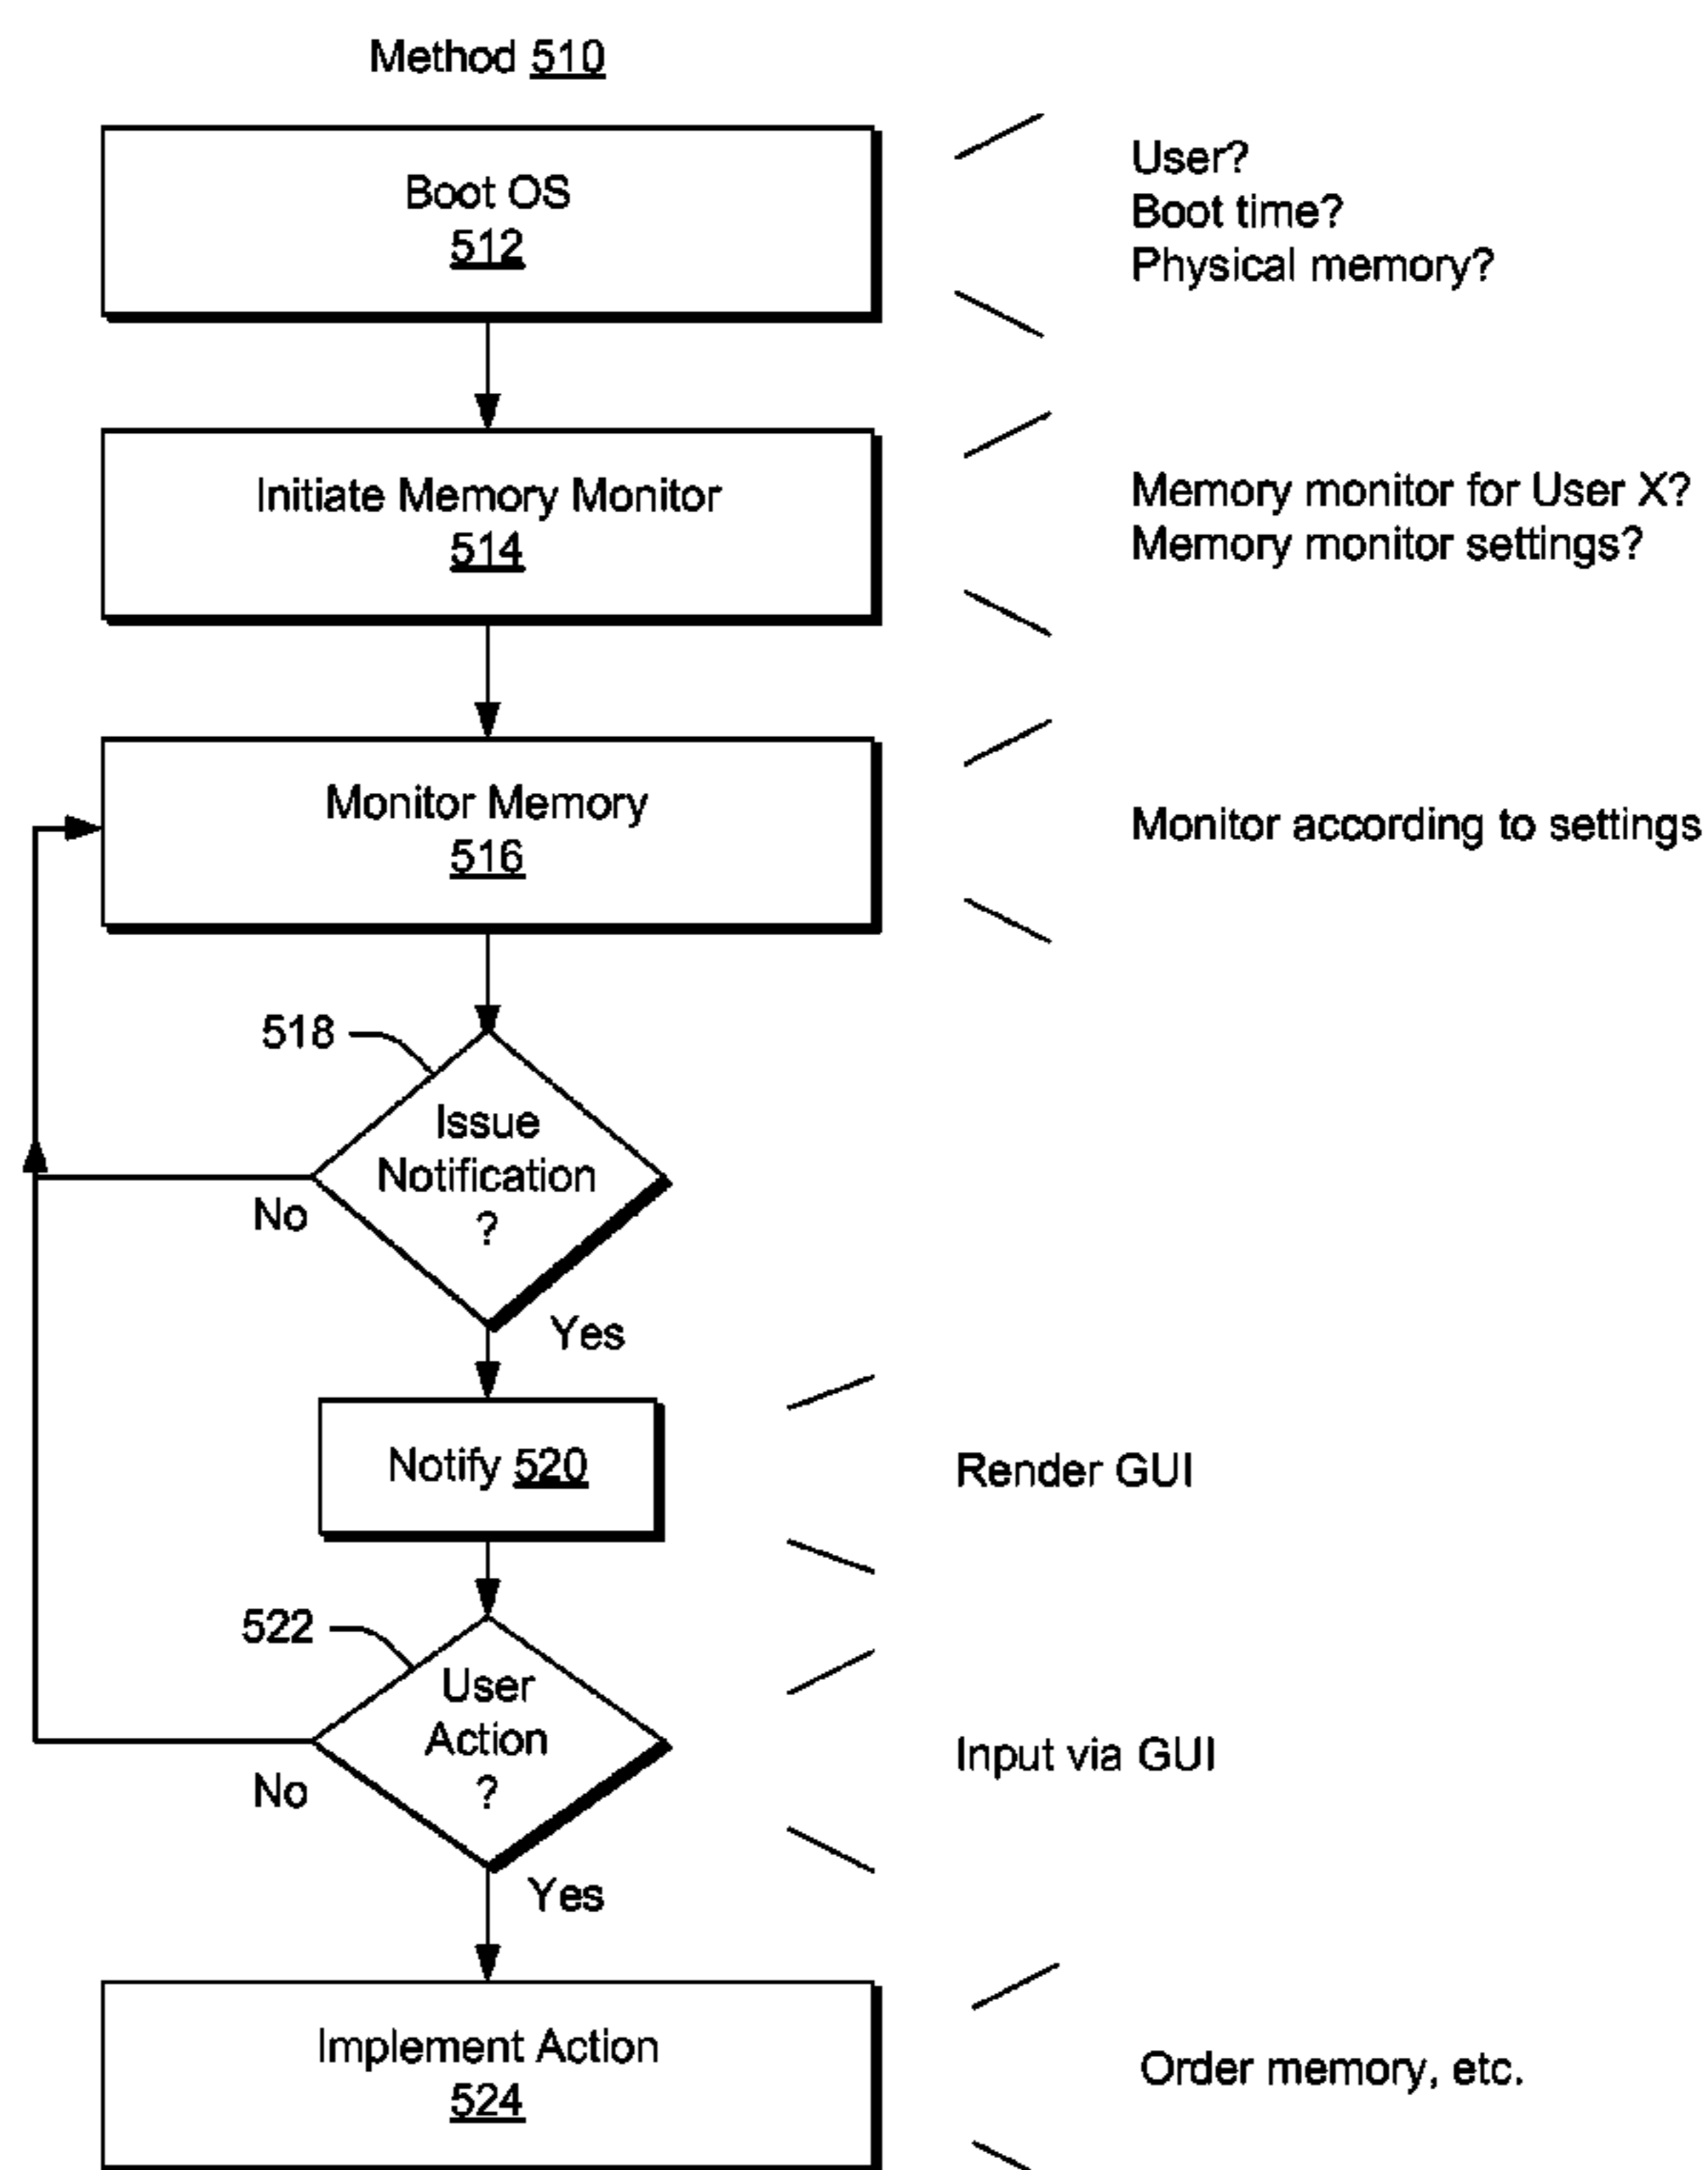 Method 510
Boot OS
512
User?
Boot time?
Physical memory?
Initiate Memory Monitor
514
Memory monitor for User X?
Memory monitor settings?
Monitor Memory
516
Monitor according to settings
518
Issue
Notification
?
No
Yes
Notify 520
Render GUI
522
User
Action
?
No
Yes
Input via GUI
Implement Action
524
Order memory, etc.